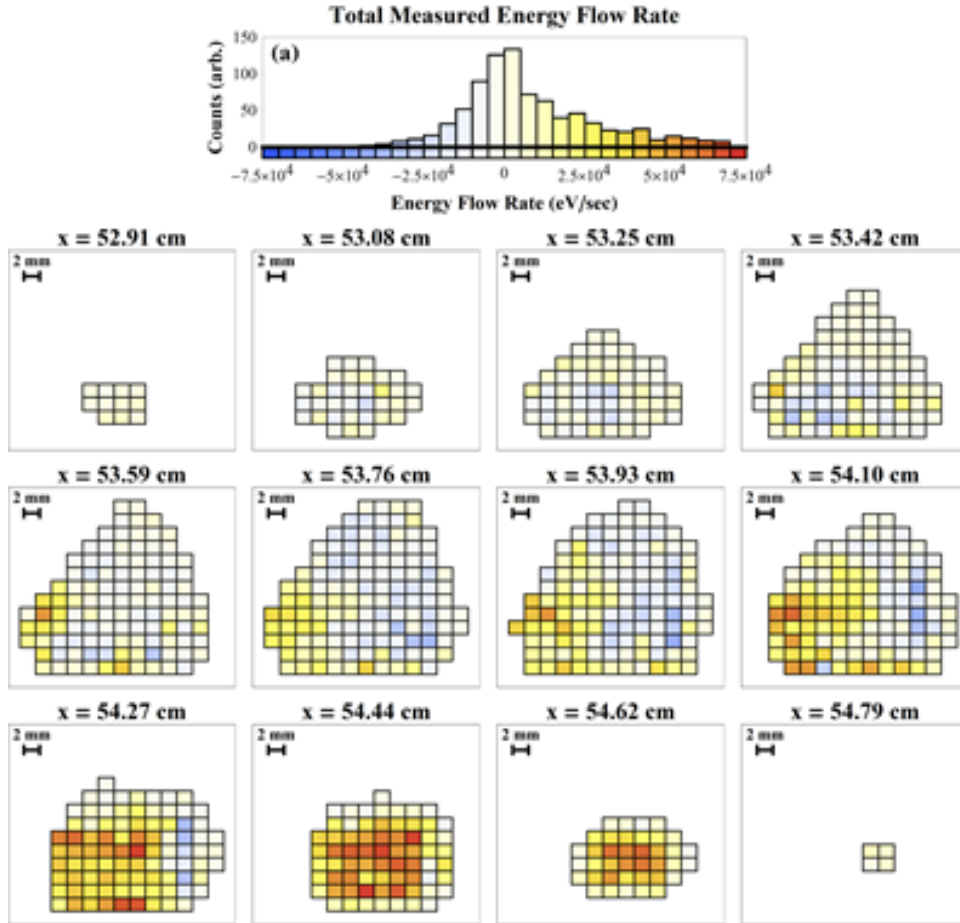 Total Measured Energy Flow Rate
(a)
Counts (arb.)
150
100
50
0
−7.5×10⁴ −5×10⁴ −2.5×10⁴ 0 2.5×10⁴ 5×10⁴ 7.5×10⁴
Energy Flow Rate (eV/sec)
x = 52.91 cm x = 53.08 cm x = 53.25 cm x = 53.42 cm
2 mm 2 mm 2 mm 2 mm
x = 53.59 cm x = 53.76 cm x = 53.93 cm x = 54.10 cm
2 mm 2 mm 2 mm 2 mm
x = 54.27 cm x = 54.44 cm x = 54.62 cm x = 54.79 cm
2 mm 2 mm 2 mm 2 mm